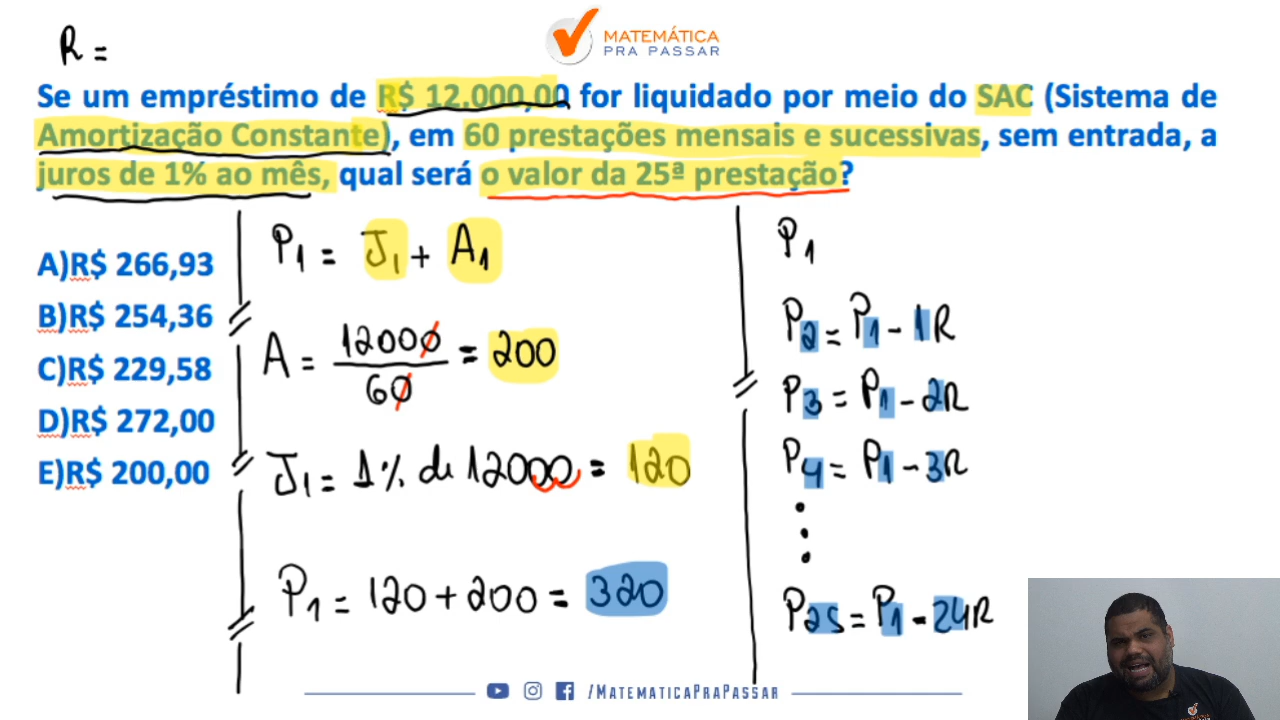 R =
MATEMÁTICA
PRA PASSAR
Se um empréstimo de R$ 12.000,00 for liquidado por meio do SAC (Sistema de
Amortização Constante), em 60 prestações mensais e sucessivas, sem entrada, a
juros de 1% ao mês, qual será o valor da 25ª prestação?
A)R$ 266,93
B)R$ 254,36
C)R$ 229,58
D)R$ 272,00
E)R$ 200,00
P1 = J1 + A1
A = 12000/60 = 200
J1 = 1% de 12000 = 120
P1 = 120 + 200 = 320
P1
P2 = P1 - 1R
P3 = P1 - 2R
P4 = P1 - 3R
P25 = P1 - 24R
/MATEMATICAPRAPASSAR